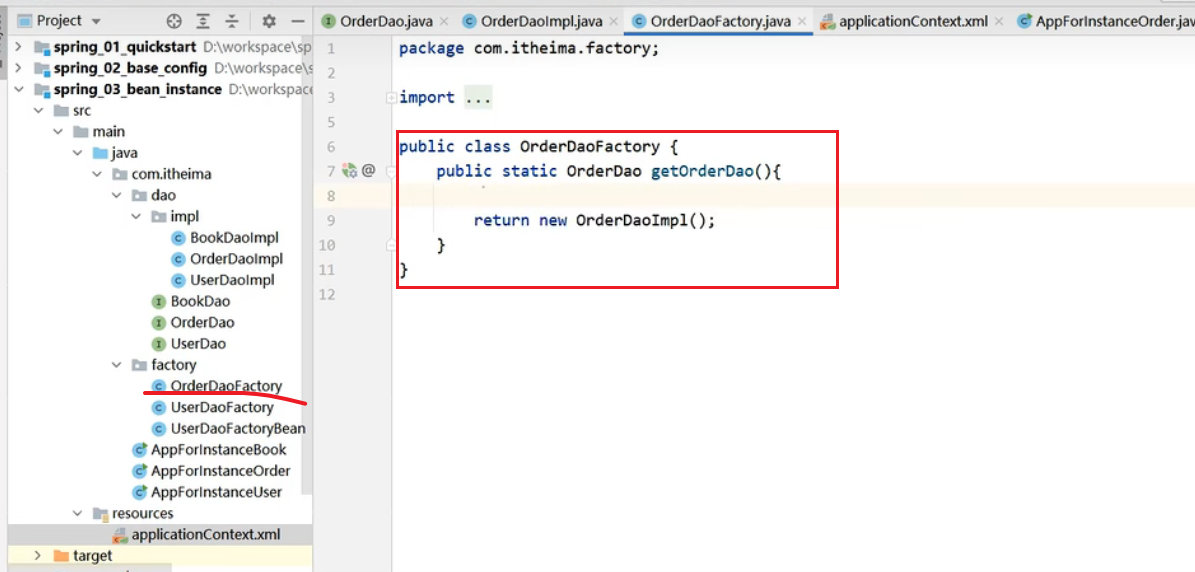 Project
OrderDao.java
OrderDaoImpl.java
OrderDaoFactory.java
applicationContext.xml
AppForInstanceOrder.jav
spring_01_quickstart D:\workspace\sp
spring_02_base_config D:\workspace\s
spring_03_bean_instance D:\workspace
src
main
java
com.itheima
dao
impl
BookDaoImpl
OrderDaoImpl
UserDaoImpl
BookDao
OrderDao
UserDao
factory
OrderDaoFactory
UserDaoFactory
UserDaoFactoryBean
AppForInstanceBook
AppForInstanceOrder
AppForInstanceUser
resources
applicationContext.xml
target
1 package com.itheima.factory;
2
3 import ...
5
6 public class OrderDaoFactory {
7 @ public static OrderDao getOrderDao(){
8
9 return new OrderDaoImpl();
10 }
11 }
12